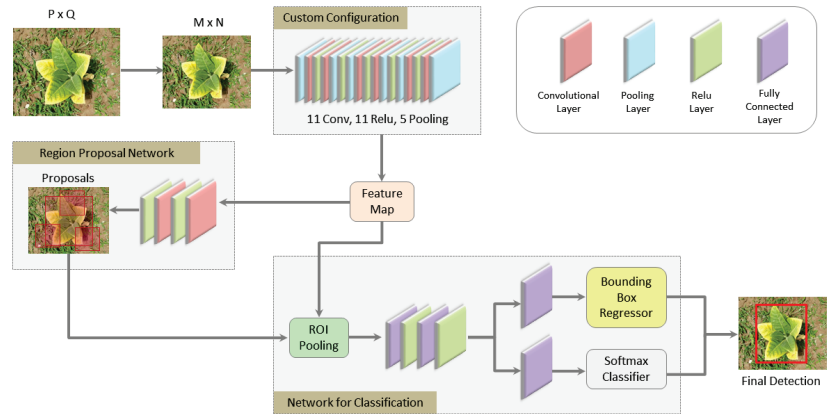 P x Q
M x N
Custom Configuration
11 Conv, 11 Relu, 5 Pooling
Convolutional
Layer
Pooling
Layer
Relu
Layer
Fully
Connected
Layer
Region Proposal Network
Proposals
Feature
Map
ROI
Pooling
Bounding
Box
Regressor
Softmax
Classifier
Final Detection
Network for Classification